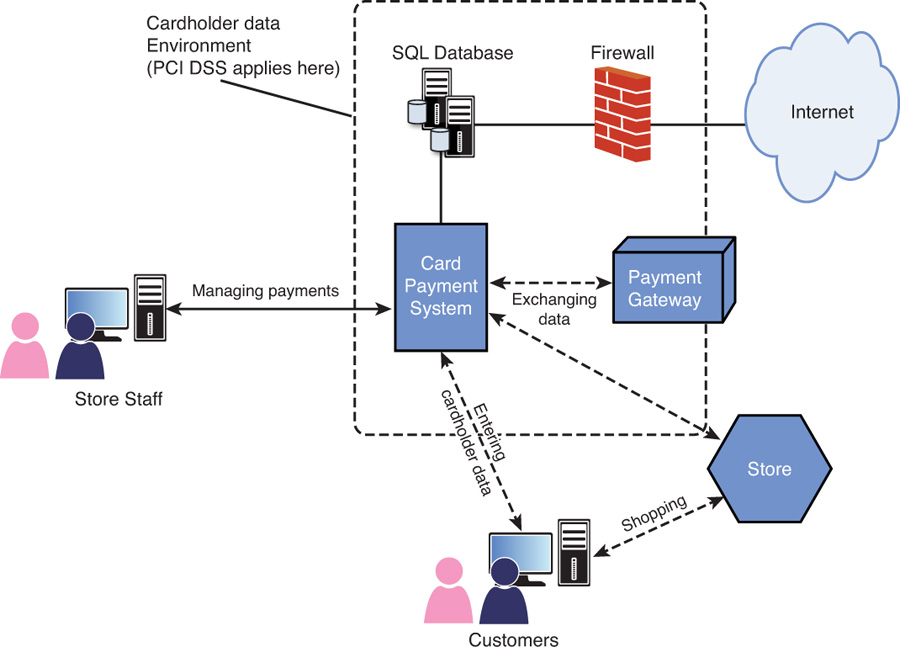 Cardholder data
Environment
(PCI DSS applies here)
SQL Database
Firewall
Internet
Card
Payment
System
Payment
Gateway
Managing payments
Exchanging
data
Store Staff
Entering
cardholder data
Store
Shopping
Customers